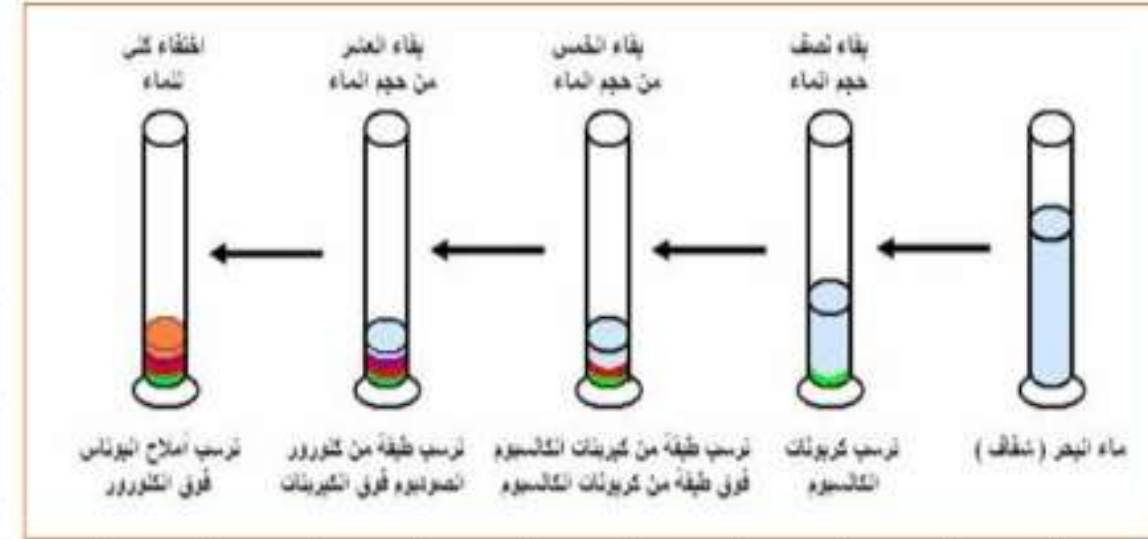 اختفاء كلي
للماء
بقاء العشر
من حجم الماء
بقاء الخمس
من حجم الماء
بقاء نصف
حجم الماء
ترسب أملاح البوتاس
فوق الكلورور
ترسب طبقة من كلورور
الصوديوم فوق الكبريتات
ترسب طبقة من كبريتات الكالسيوم
فوق طبقة من كربونات الكالسيوم
ترسب كربونات
الكالسيوم
ماء البحر ( شفاف )